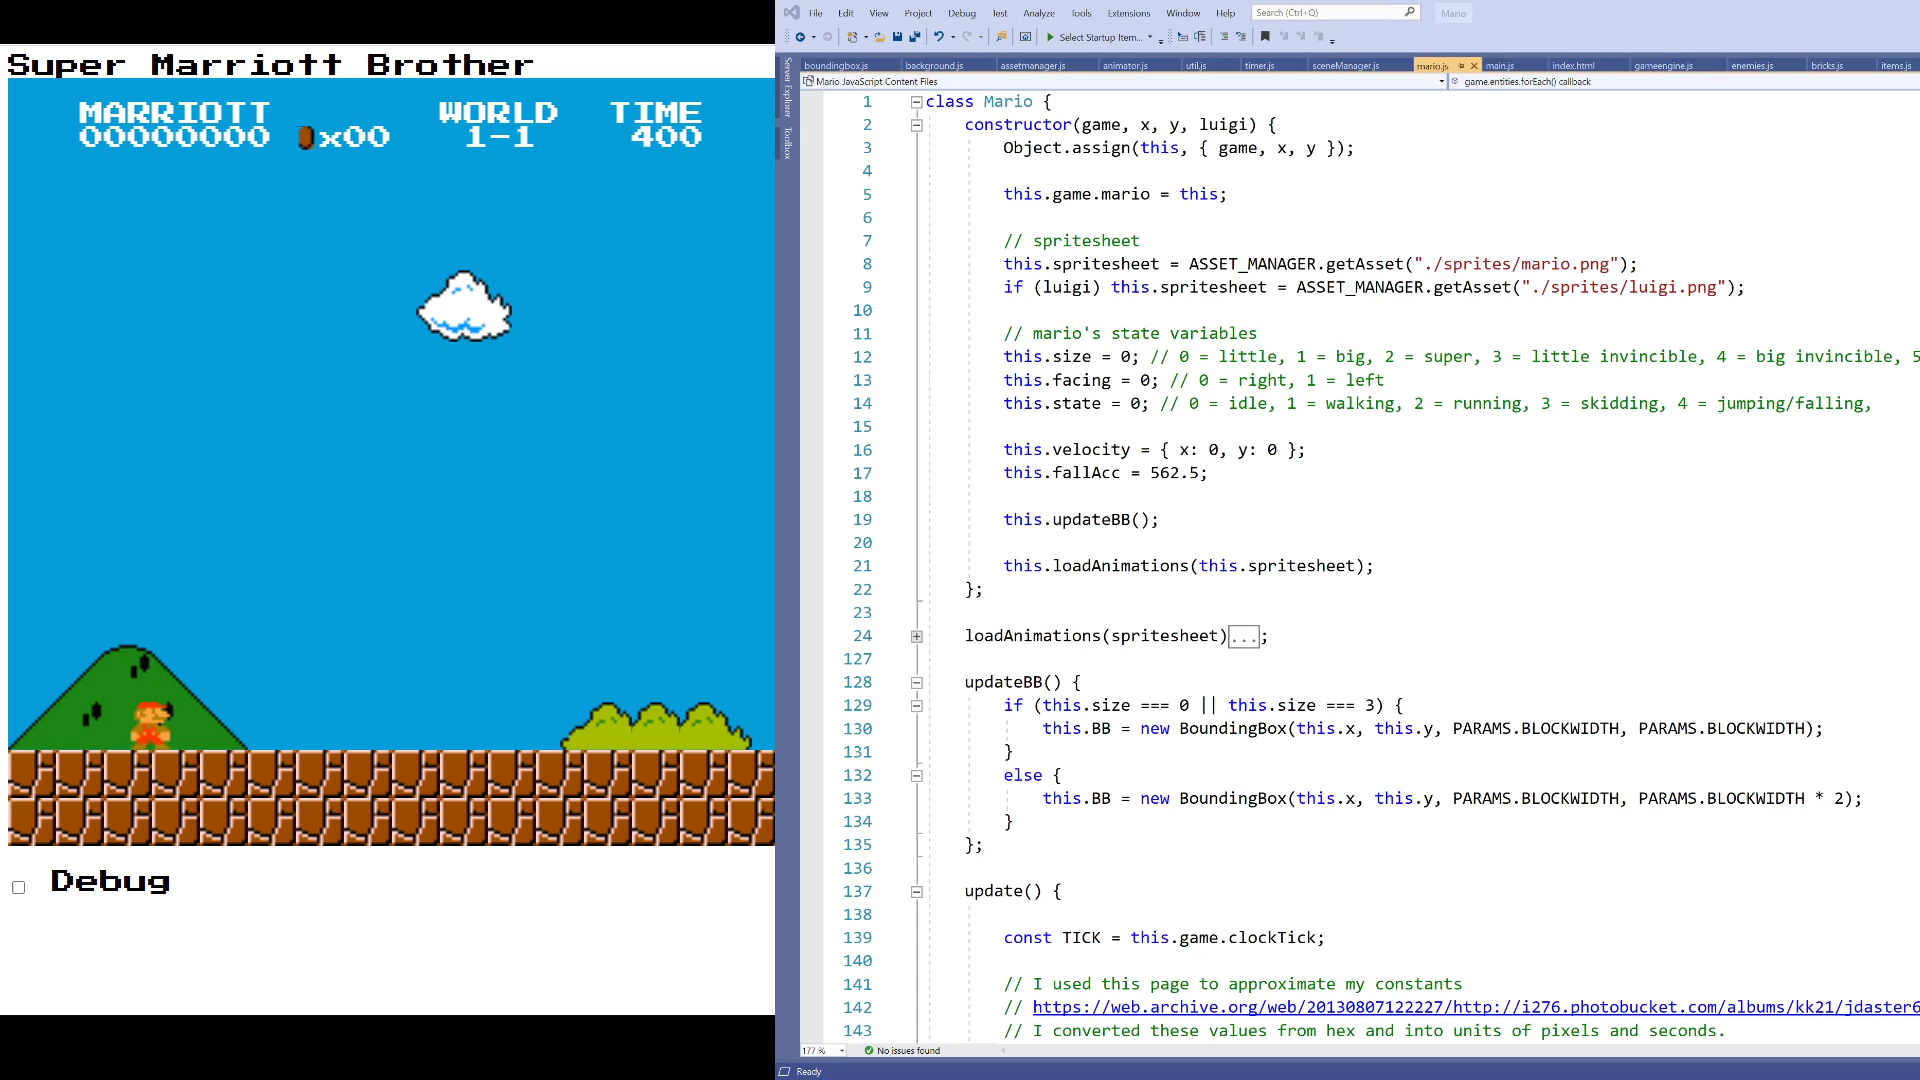 Super Marriott Brother
MARRIOTT WORLD TIME
00000000 x00 1-1 400
Debug
File Edit View Project Debug Test Analyze Tools Extensions Window Help Search (Ctrl+Q) Mario
Select Startup Item...
Server Explorer
Toolbox
boundingbox.js background.js assetmanager.js animator.js util.js timer.js sceneManager.js mario.js main.js index.html gameengine.js enemies.js bricks.js items.js
Mario JavaScript Content Files game.entities.forEach() callback
1 class Mario {
2 constructor(game, x, y, luigi) {
3 Object.assign(this, { game, x, y });
4
5 this.game.mario = this;
6
7 // spritesheet
8 this.spritesheet = ASSET_MANAGER.getAsset("./sprites/mario.png");
9 if (luigi) this.spritesheet = ASSET_MANAGER.getAsset("./sprites/luigi.png");
10
11 // mario's state variables
12 this.size = 0; // 0 = little, 1 = big, 2 = super, 3 = little invincible, 4 = big invincible, 5
13 this.facing = 0; // 0 = right, 1 = left
14 this.state = 0; // 0 = idle, 1 = walking, 2 = running, 3 = skidding, 4 = jumping/falling,
15
16 this.velocity = { x: 0, y: 0 };
17 this.fallAcc = 562.5;
18
19 this.updateBB();
20
21 this.loadAnimations(this.spritesheet);
22 };
23
24 loadAnimations(spritesheet)...;
127
128 updateBB() {
129 if (this.size === 0 || this.size === 3) {
130 this.BB = new BoundingBox(this.x, this.y, PARAMS.BLOCKWIDTH, PARAMS.BLOCKWIDTH);
131 }
132 else {
133 this.BB = new BoundingBox(this.x, this.y, PARAMS.BLOCKWIDTH, PARAMS.BLOCKWIDTH * 2);
134 }
135 };
136
137 update() {
138
139 const TICK = this.game.clockTick;
140
141 // I used this page to approximate my constants
142 // https://web.archive.org/web/20130807122227/http://i276.photobucket.com/albums/kk21/jdaster6
143 // I converted these values from hex and into units of pixels and seconds.
177 % No issues found
Ready